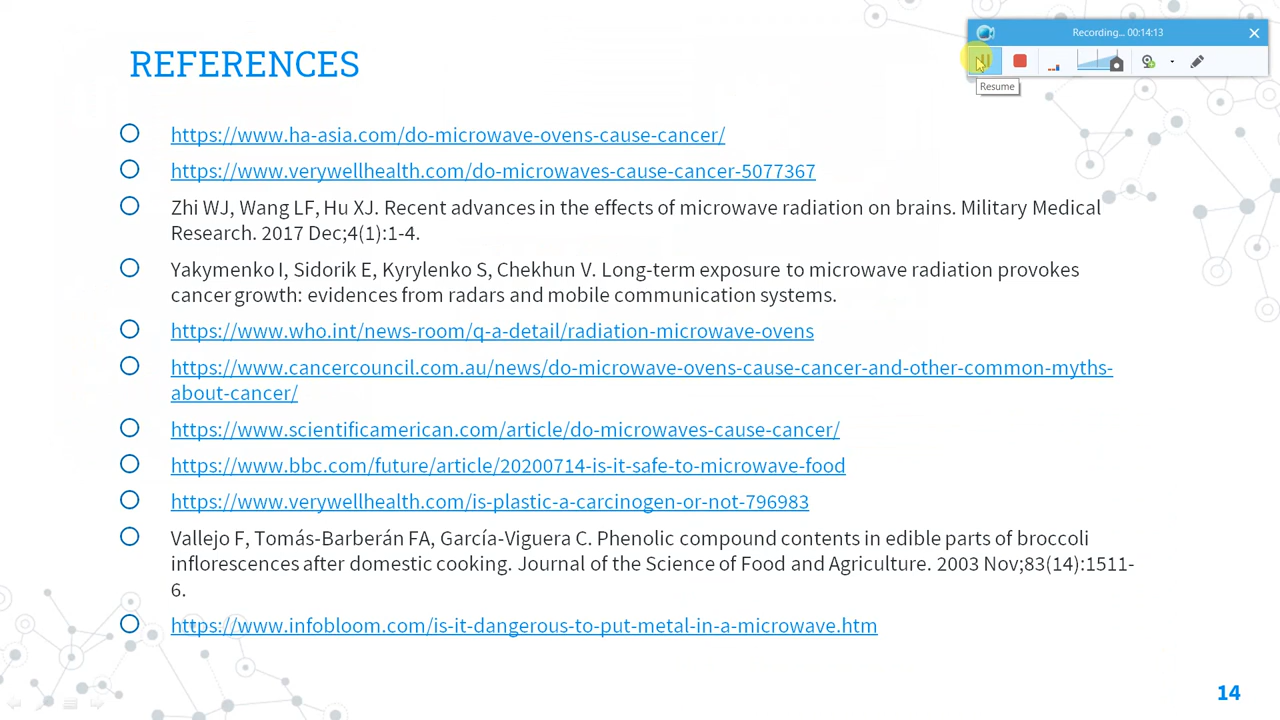 Recording... 00:14:13
Resume
REFERENCES
https://www.ha-asia.com/do-microwave-ovens-cause-cancer/
https://www.verywellhealth.com/do-microwaves-cause-cancer-5077367
Zhi WJ, Wang LF, Hu XJ. Recent advances in the effects of microwave radiation on brains. Military Medical
Research. 2017 Dec;4(1):1-4.
Yakymenko I, Sidorik E, Kyrylenko S, Chekhun V. Long-term exposure to microwave radiation provokes
cancer growth: evidences from radars and mobile communication systems.
https://www.who.int/news-room/q-a-detail/radiation-microwave-ovens
https://www.cancercouncil.com.au/news/do-microwave-ovens-cause-cancer-and-other-common-myths-
about-cancer/
https://www.scientificamerican.com/article/do-microwaves-cause-cancer/
https://www.bbc.com/future/article/20200714-is-it-safe-to-microwave-food
https://www.verywellhealth.com/is-plastic-a-carcinogen-or-not-796983
Vallejo F, Tomás-Barberán FA, García-Viguera C. Phenolic compound contents in edible parts of broccoli
inflorescences after domestic cooking. Journal of the Science of Food and Agriculture. 2003 Nov;83(14):1511-
6.
https://www.infobloom.com/is-it-dangerous-to-put-metal-in-a-microwave.htm
14